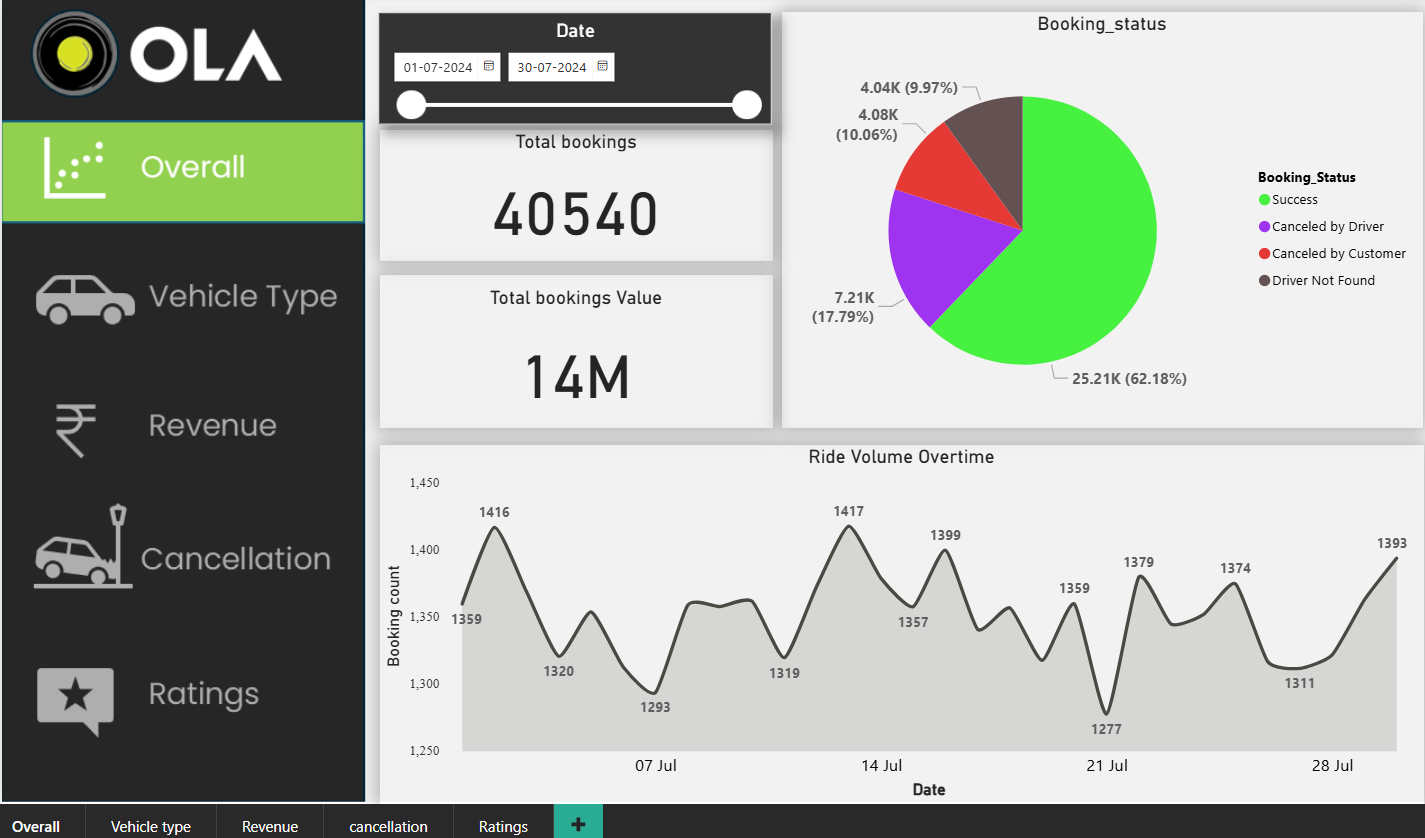 OLA
Overall
Vehicle Type
Revenue
Cancellation
Ratings
Date
01-07-2024
30-07-2024
Total bookings
40540
Total bookings Value
14M
Booking_status
4.04K (9.97%)
4.08K
(10.06%)
7.21K
(17.79%)
25.21K (62.18%)
Booking_Status
Success
Canceled by Driver
Canceled by Customer
Driver Not Found
Ride Volume Overtime
Booking count
1,450
1,400
1,350
1,300
1,250
1359
1416
1320
1293
1319
1417
1357
1399
1359
1277
1379
1374
1311
1393
07 Jul
14 Jul
21 Jul
28 Jul
Date
Overall
Vehicle type
Revenue
cancellation
Ratings
+